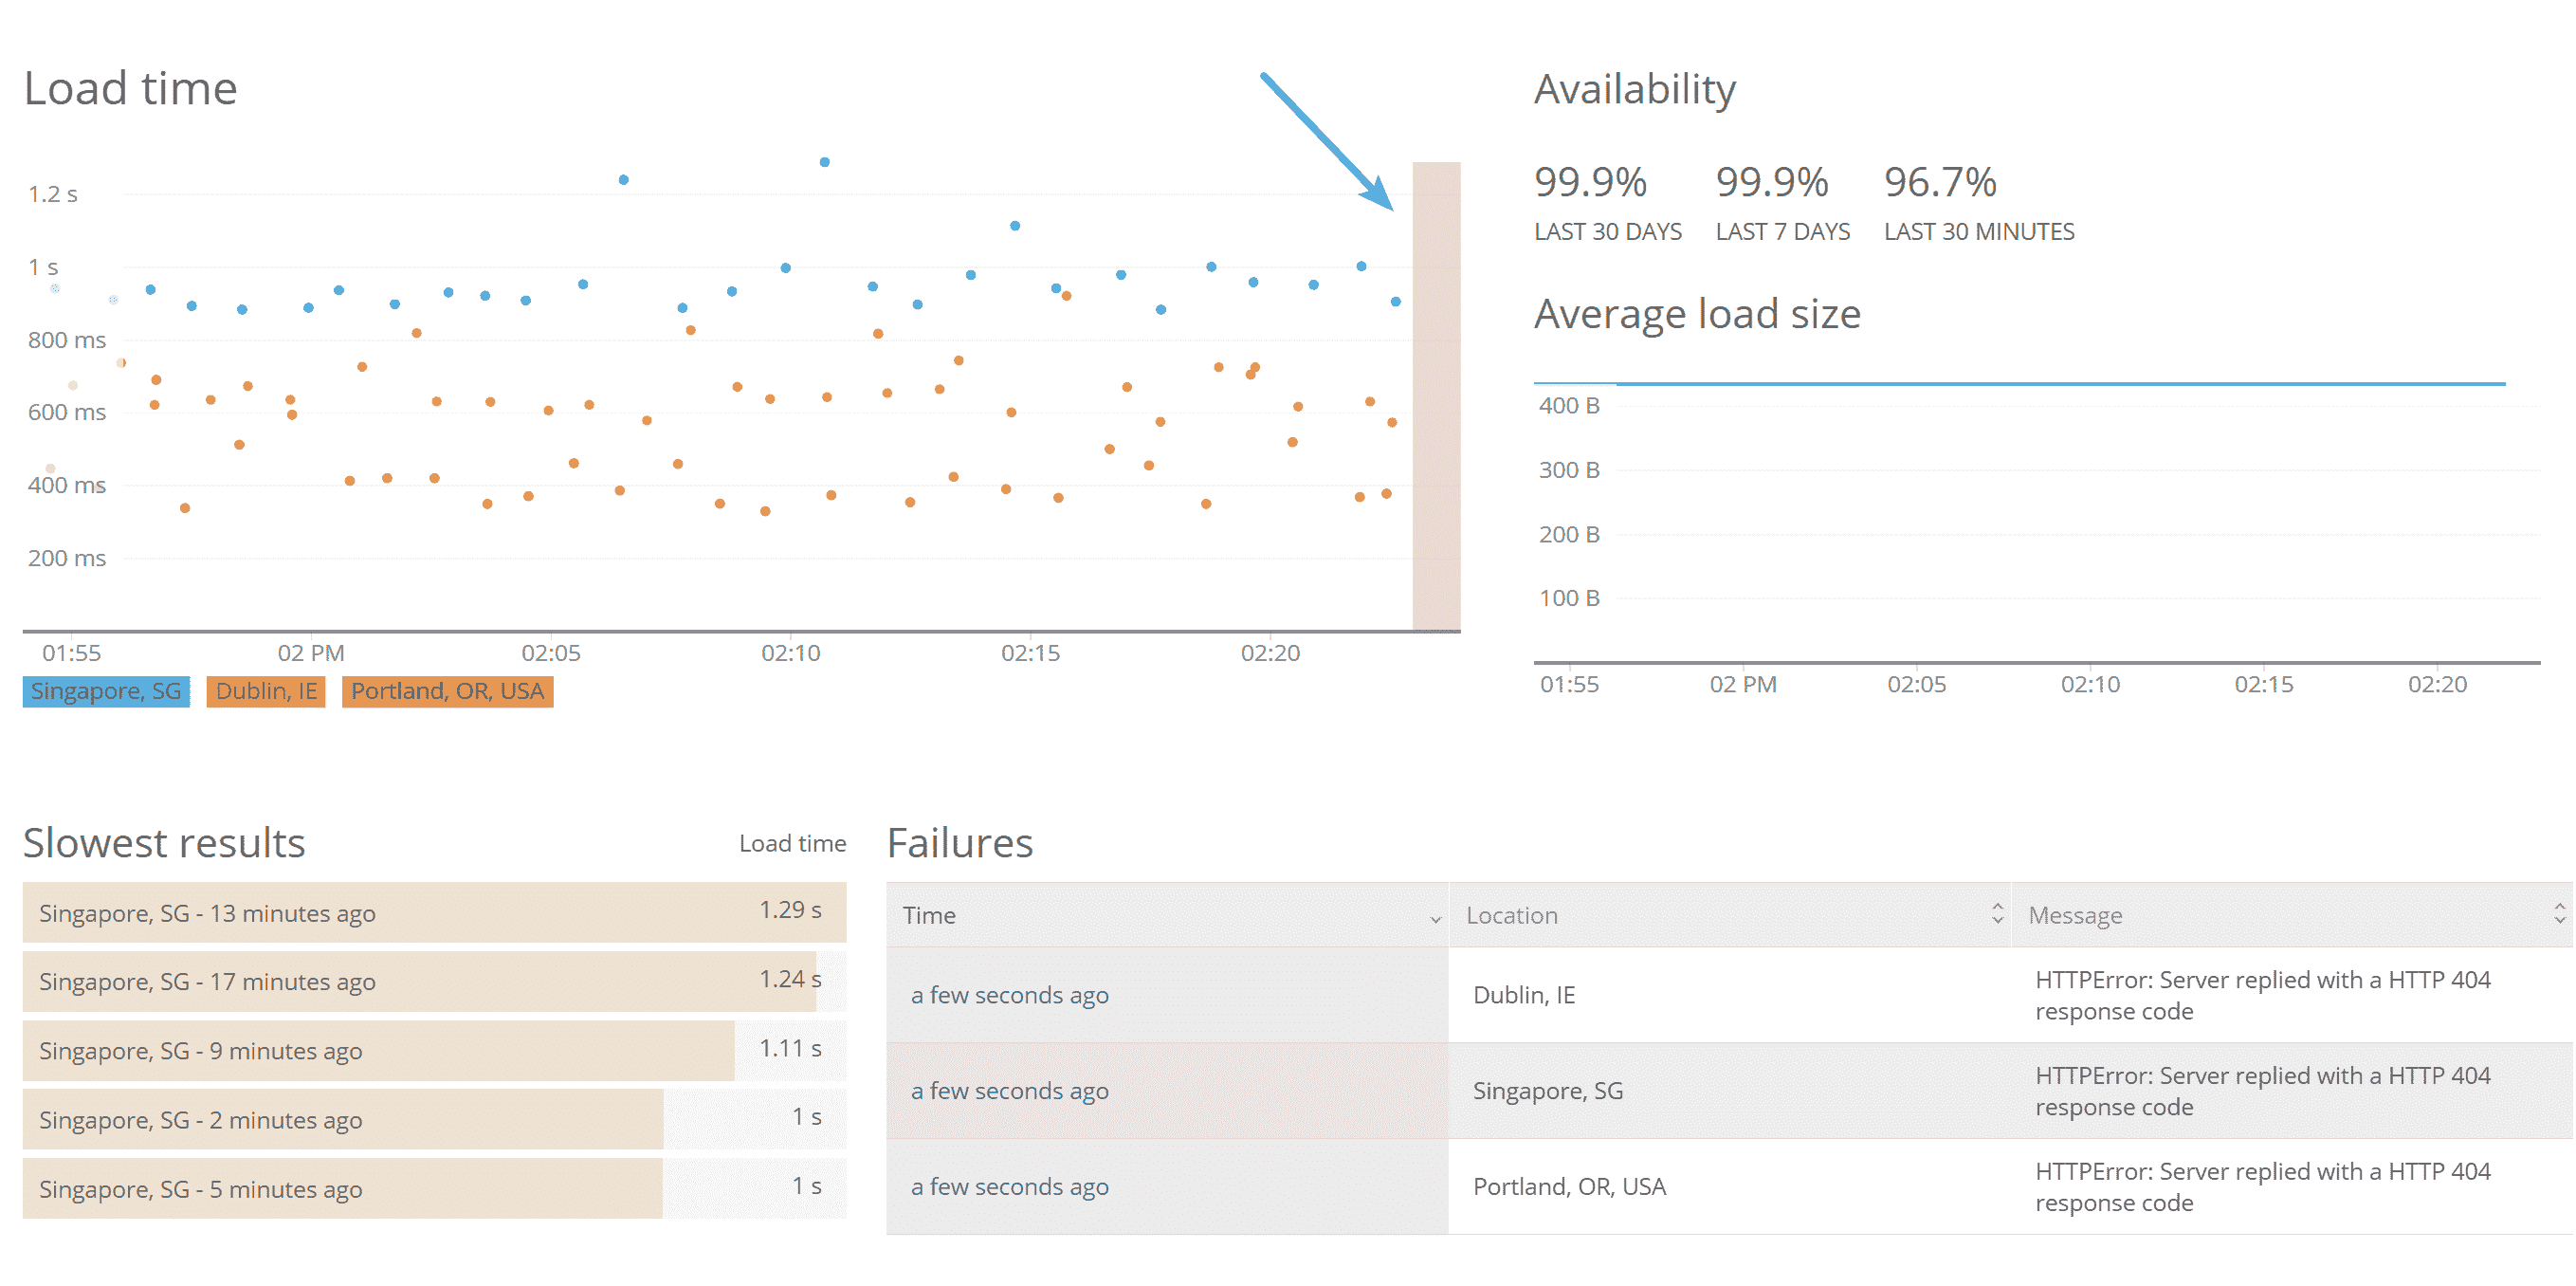 Load time
1.2 s
1 s
800 ms
600 ms
400 ms
200 ms
01:55 02 PM 02:05 02:10 02:15 02:20
Singapore, SG Dublin, IE Portland, OR, USA
Availability
99.9% 99.9% 96.7%
LAST 30 DAYS LAST 7 DAYS LAST 30 MINUTES
Average load size
400 B
300 B
200 B
100 B
01:55 02 PM 02:05 02:10 02:15 02:20
Slowest results Load time
Singapore, SG - 13 minutes ago 1.29 s
Singapore, SG - 17 minutes ago 1.24 s
Singapore, SG - 9 minutes ago 1.11 s
Singapore, SG - 2 minutes ago 1 s
Singapore, SG - 5 minutes ago 1 s
Failures
Time Location Message
a few seconds ago Dublin, IE HTTPError: Server replied with a HTTP 404
response code
a few seconds ago Singapore, SG HTTPError: Server replied with a HTTP 404
response code
a few seconds ago Portland, OR, USA HTTPError: Server replied with a HTTP 404
response code